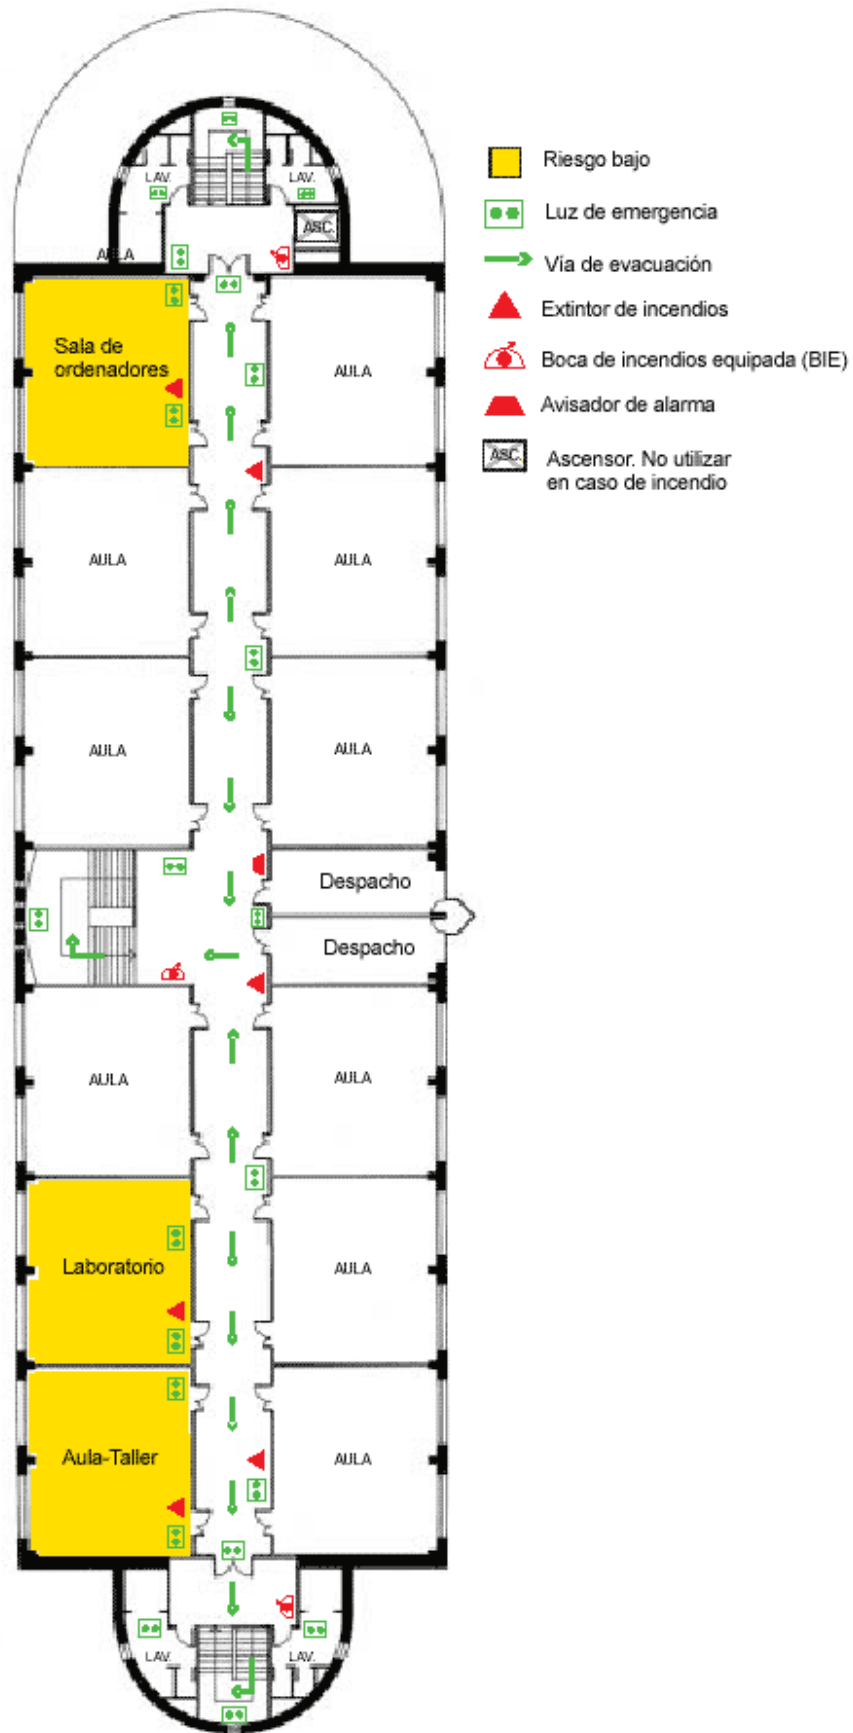 LAV.
LAV.
ASC.
AULA
Sala de
ordenadores
AULA
AULA
AULA
AULA
AULA
Despacho
Despacho
AULA
AULA
Laboratorio
AULA
Aula-Taller
AULA
LAV.
LAV.
Riesgo bajo
Luz de emergencia
Vía de evacuación
Extintor de incendios
Boca de incendios equipada (BIE)
Avisador de alarma
ASC.
Ascensor. No utilizar
en caso de incendio